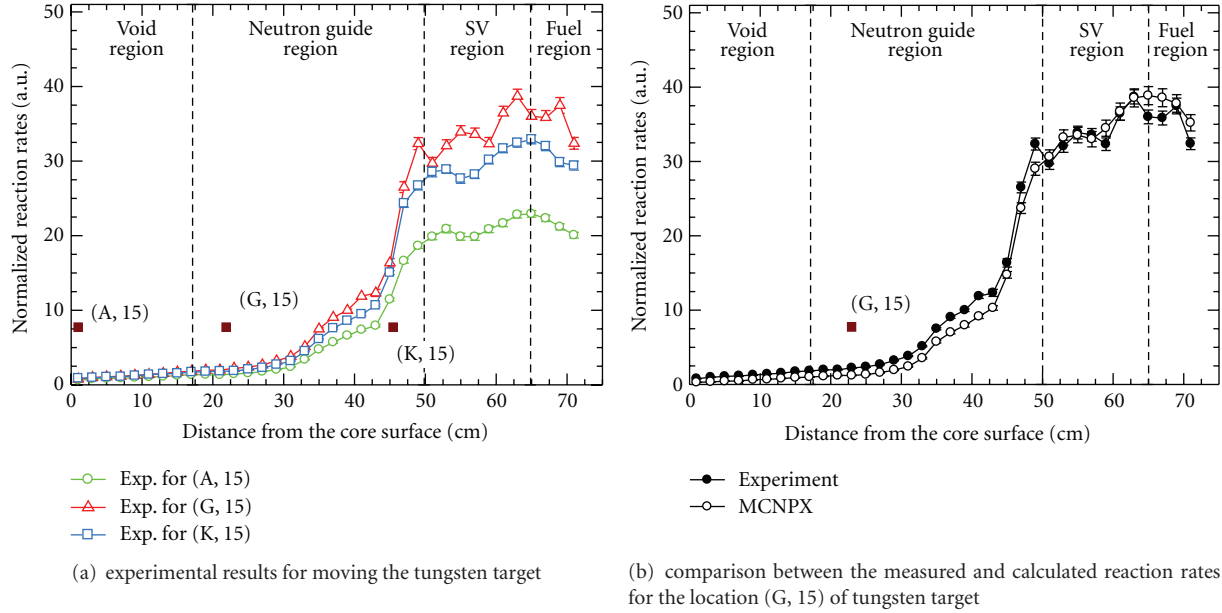 50
40
30
20
10
0
Normalized reaction rates (a.u.)
Void
region
Neutron guide
region
SV
region
Fuel
region
(A, 15)
(G, 15)
(K, 15)
0 10 20 30 40 50 60 70
Distance from the core surface (cm)
Exp. for (A, 15)
Exp. for (G, 15)
Exp. for (K, 15)
(a) experimental results for moving the tungsten target
50
40
30
20
10
0
Normalized reaction rates (a.u.)
Void
region
Neutron guide
region
SV
region
Fuel
region
(G, 15)
0 10 20 30 40 50 60 70
Distance from the core surface (cm)
Experiment
MCNPX
(b) comparison between the measured and calculated reaction rates
for the location (G, 15) of tungsten target